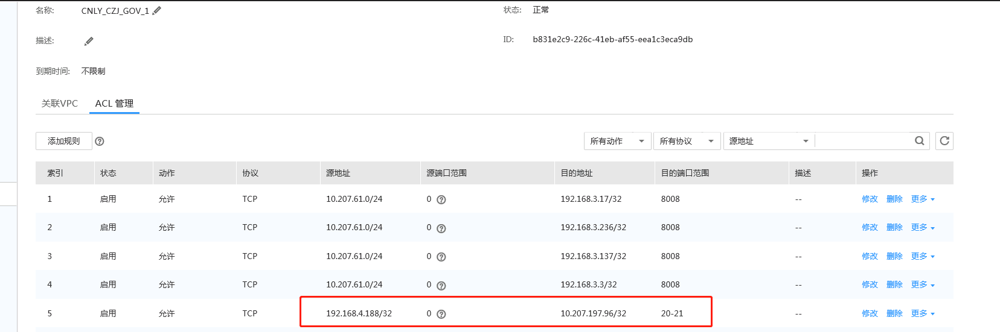 名称: CNLY_CZJ_GOV_1 状态: 正常
描述: ID: b831e2c9-226c-41eb-af55-eea1c3eca9db
到期时间: 不限制
关联VPC ACL 管理
添加规则 所有动作 所有协议 源地址
索引 状态 动作 协议 源地址 源端口范围 目的地址 目的端口范围 描述 操作
1 启用 允许 TCP 10.207.61.0/24 0 192.168.3.17/32 8008 -- 修改 删除 更多
2 启用 允许 TCP 10.207.61.0/24 0 192.168.3.236/32 8008 -- 修改 删除 更多
3 启用 允许 TCP 10.207.61.0/24 0 192.168.3.137/32 8008 -- 修改 删除 更多
4 启用 允许 TCP 10.207.61.0/24 0 192.168.3.3/32 8008 -- 修改 删除 更多
5 启用 允许 TCP 192.168.4.188/32 0 10.207.197.96/32 20-21 -- 修改 删除 更多